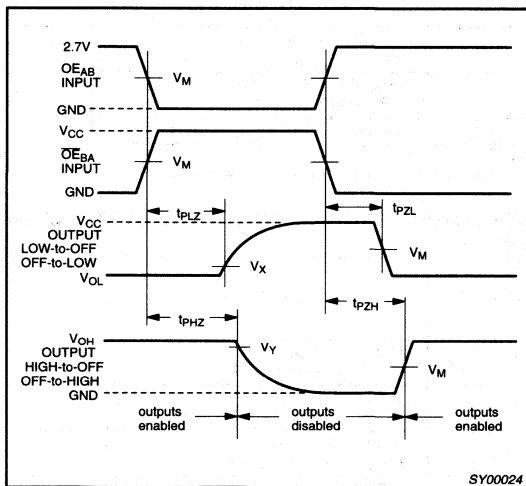 2.7V
OE_AB
INPUT
V_M
GND
V_CC
O̅E̅_BA
INPUT
V_M
GND
t_PLZ
t_PZL
V_CC
OUTPUT
LOW-to-OFF
OFF-to-LOW
V_OL
V_X
V_M
t_PHZ
t_PZH
V_OH
OUTPUT
HIGH-to-OFF
OFF-to-HIGH
GND
V_Y
V_M
outputs
enabled
outputs
disabled
outputs
enabled
SY00024